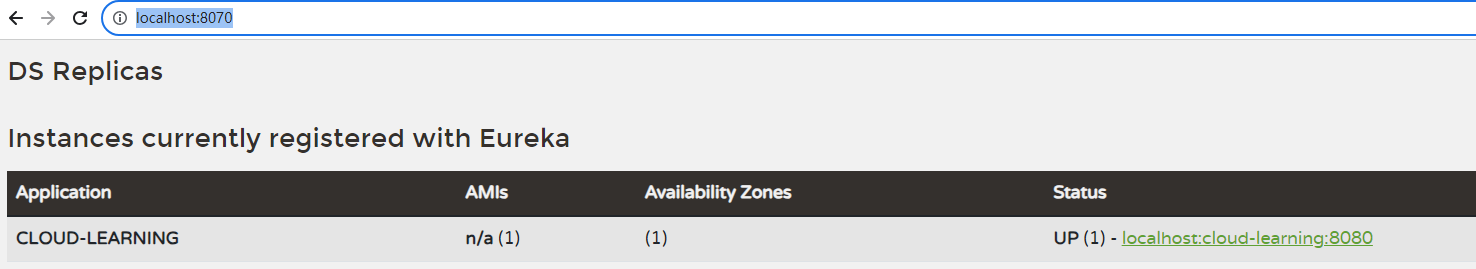 localhost:8070
DS Replicas
Instances currently registered with Eureka
Application AMIs Availability Zones Status
CLOUD-LEARNING n/a (1) (1) UP (1) - localhost:cloud-learning:8080